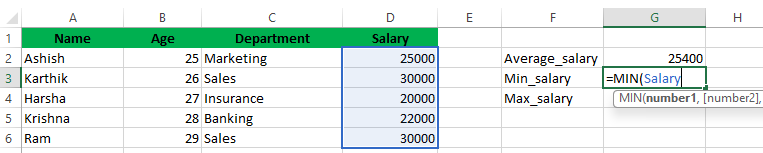 A B C D E F G H
1 Name Age Department Salary
2 Ashish 25 Marketing 25000 Average_salary 25400
3 Karthik 26 Sales 30000 Min_salary =MIN(Salary
4 Harsha 27 Insurance 20000 Max_salary MIN(number1, [number2],
5 Krishna 28 Banking 22000
6 Ram 29 Sales 30000